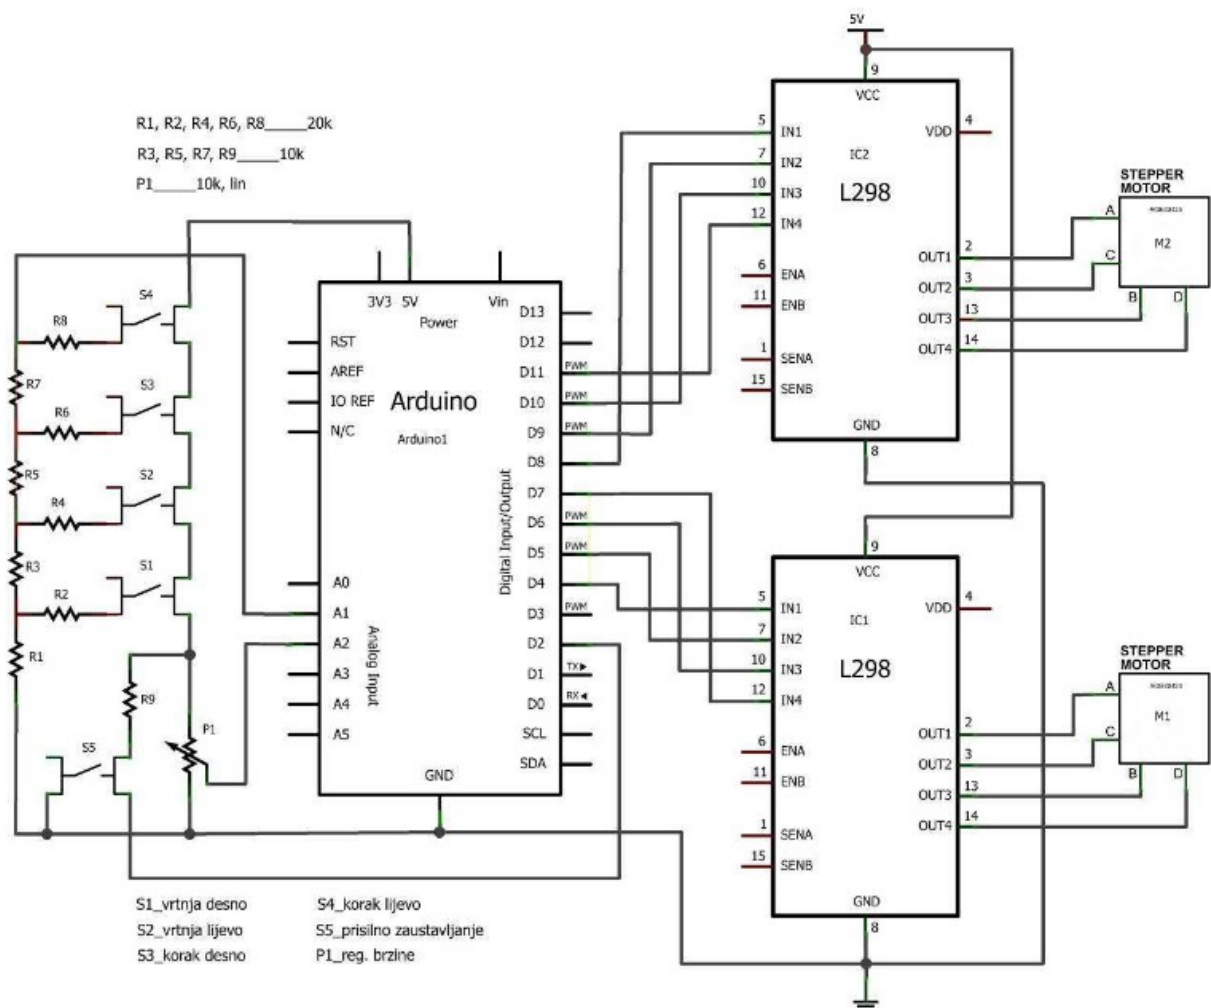 5V
R1, R2, R4, R6, R8_____20k
R3, R5, R7, R9_____10k
P1_____10k, lin
9
VCC
5
IN1
7
IN2
10
IN3
12
IN4
6
ENA
11
ENB
1
SENA
15
SENB
IC2
L298
4
VDD
2
OUT1
3
OUT2
13
OUT3
14
OUT4
GND
8
STEPPER
MOTOR
A
C
B
D
M2
S4
R8
R7
S3
R6
R5
S2
R4
R3
S1
R2
R1
R9
S5
P1
3V3
5V
Vin
Power
RST
AREF
IO REF
N/C
Arduino
Arduino1
A0
A1
A2
A3
A4
A5
Analog Input
Digital Input/Output
D13
D12
D11
PWM
D10
PWM
D9
PWM
D8
D7
D6
PWM
D5
PWM
D4
D3
PWM
D2
D1
TX
D0
RX
SCL
SDA
GND
9
VCC
5
IN1
7
IN2
10
IN3
12
IN4
6
ENA
11
ENB
1
SENA
15
SENB
IC1
L298
4
VDD
2
OUT1
3
OUT2
13
OUT3
14
OUT4
GND
8
STEPPER
MOTOR
A
C
B
D
M1
S1_vrtnja desno
S2_vrtnja lijevo
S3_korak desno
S4_korak lijevo
S5_prisilno zaustavljanje
P1_reg. brzine